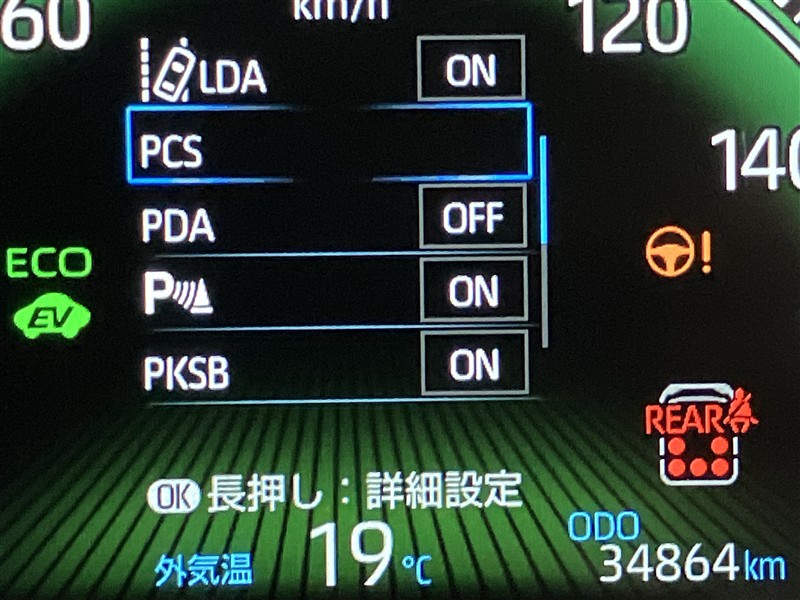 60
km/h
120
LDA ON
PCS
140
PDA OFF
ECO
EV
P ON
PKSB ON
REAR
OK 長押し：詳細設定
外気温 19℃
ODO
34864km